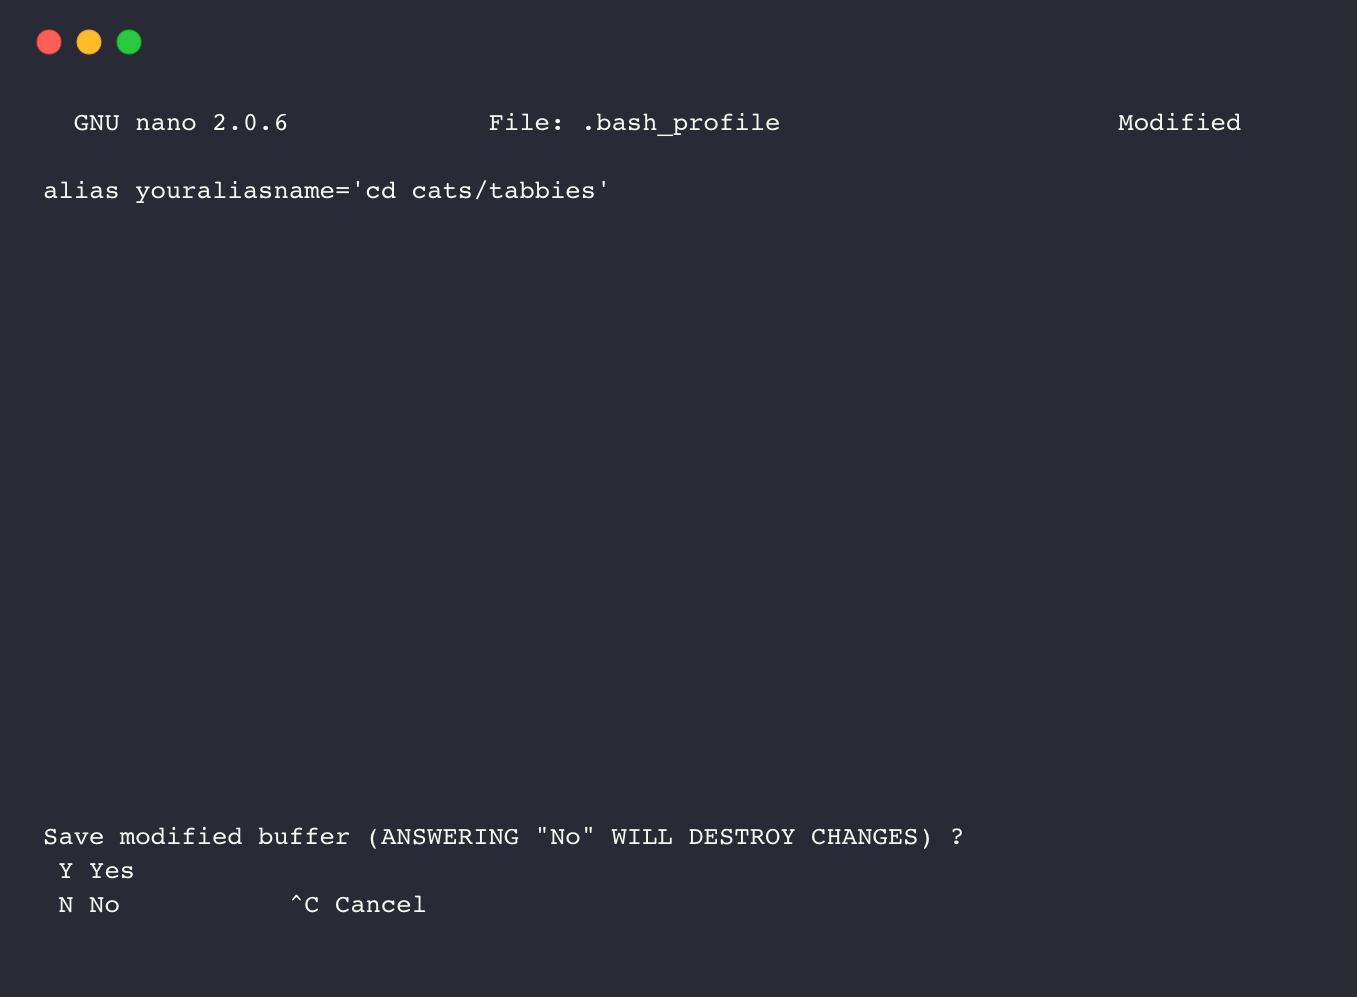 GNU nano 2.0.6 File: .bash_profile Modified
alias youraliasname='cd cats/tabbies'
Save modified buffer (ANSWERING "No" WILL DESTROY CHANGES) ?
Y Yes
N No ^C Cancel